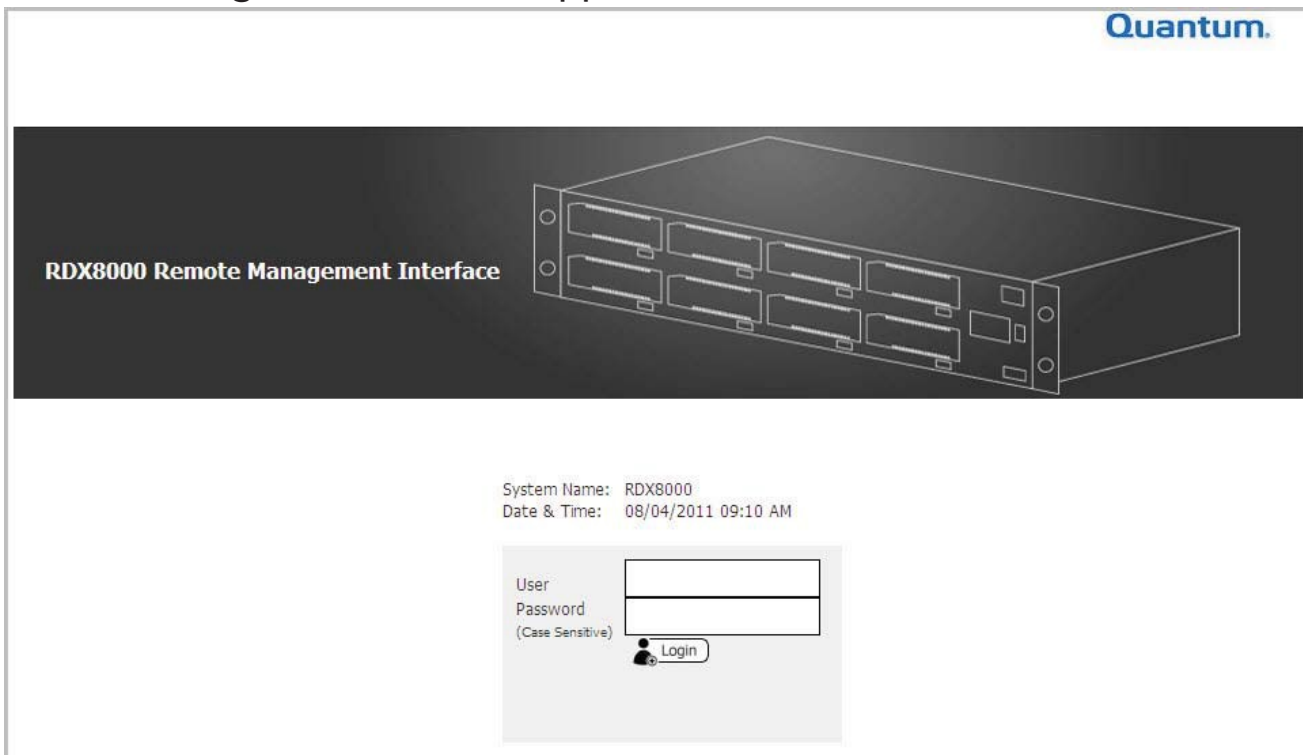 Quantum.
RDX8000 Remote Management Interface
System Name: RDX8000
Date & Time: 08/04/2011 09:10 AM
User
Password
(Case Sensitive)
Login